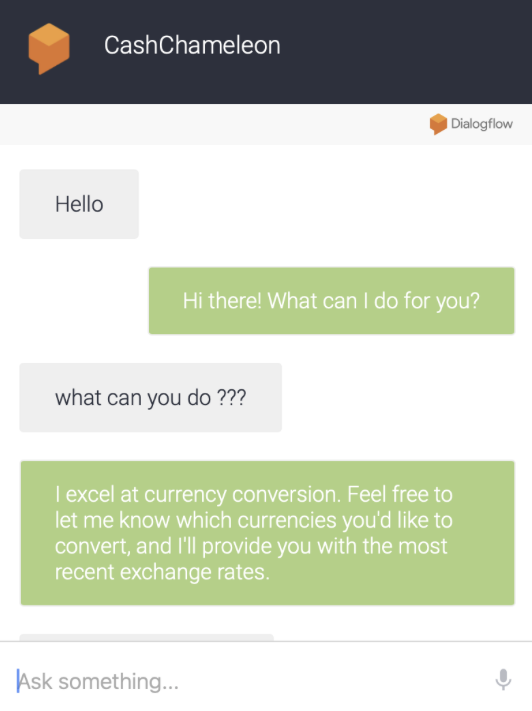 CashChameleon
Dialogflow
Hello
Hi there! What can I do for you?
what can you do ???
I excel at currency conversion. Feel free to
let me know which currencies you'd like to
convert, and I'll provide you with the most
recent exchange rates.
Ask something...